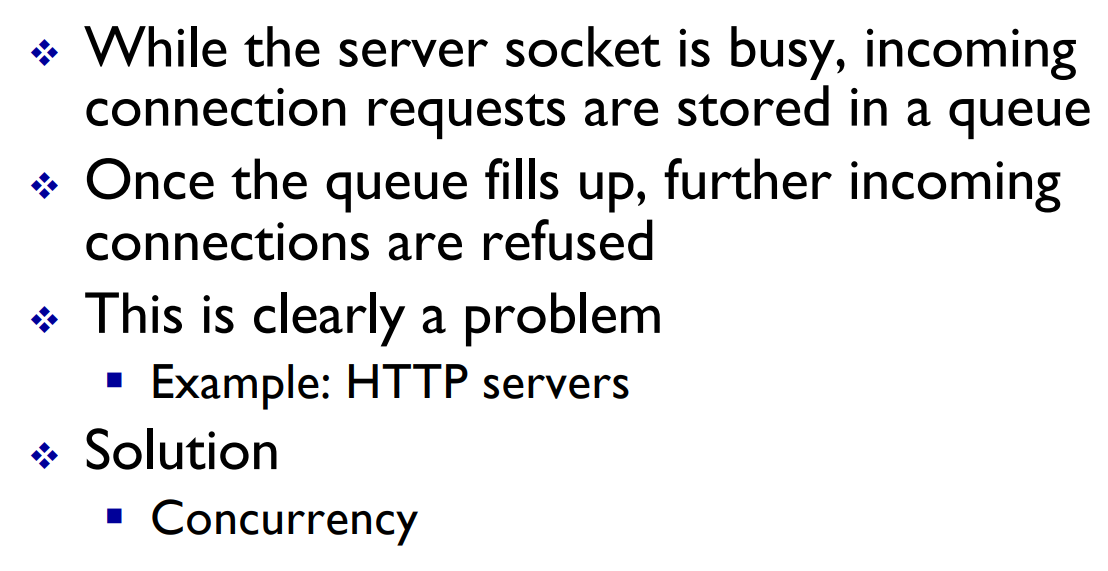 While the server socket is busy, incoming
connection requests are stored in a queue
Once the queue fills up, further incoming
connections are refused
This is clearly a problem
Example: HTTP servers
Solution
Concurrency